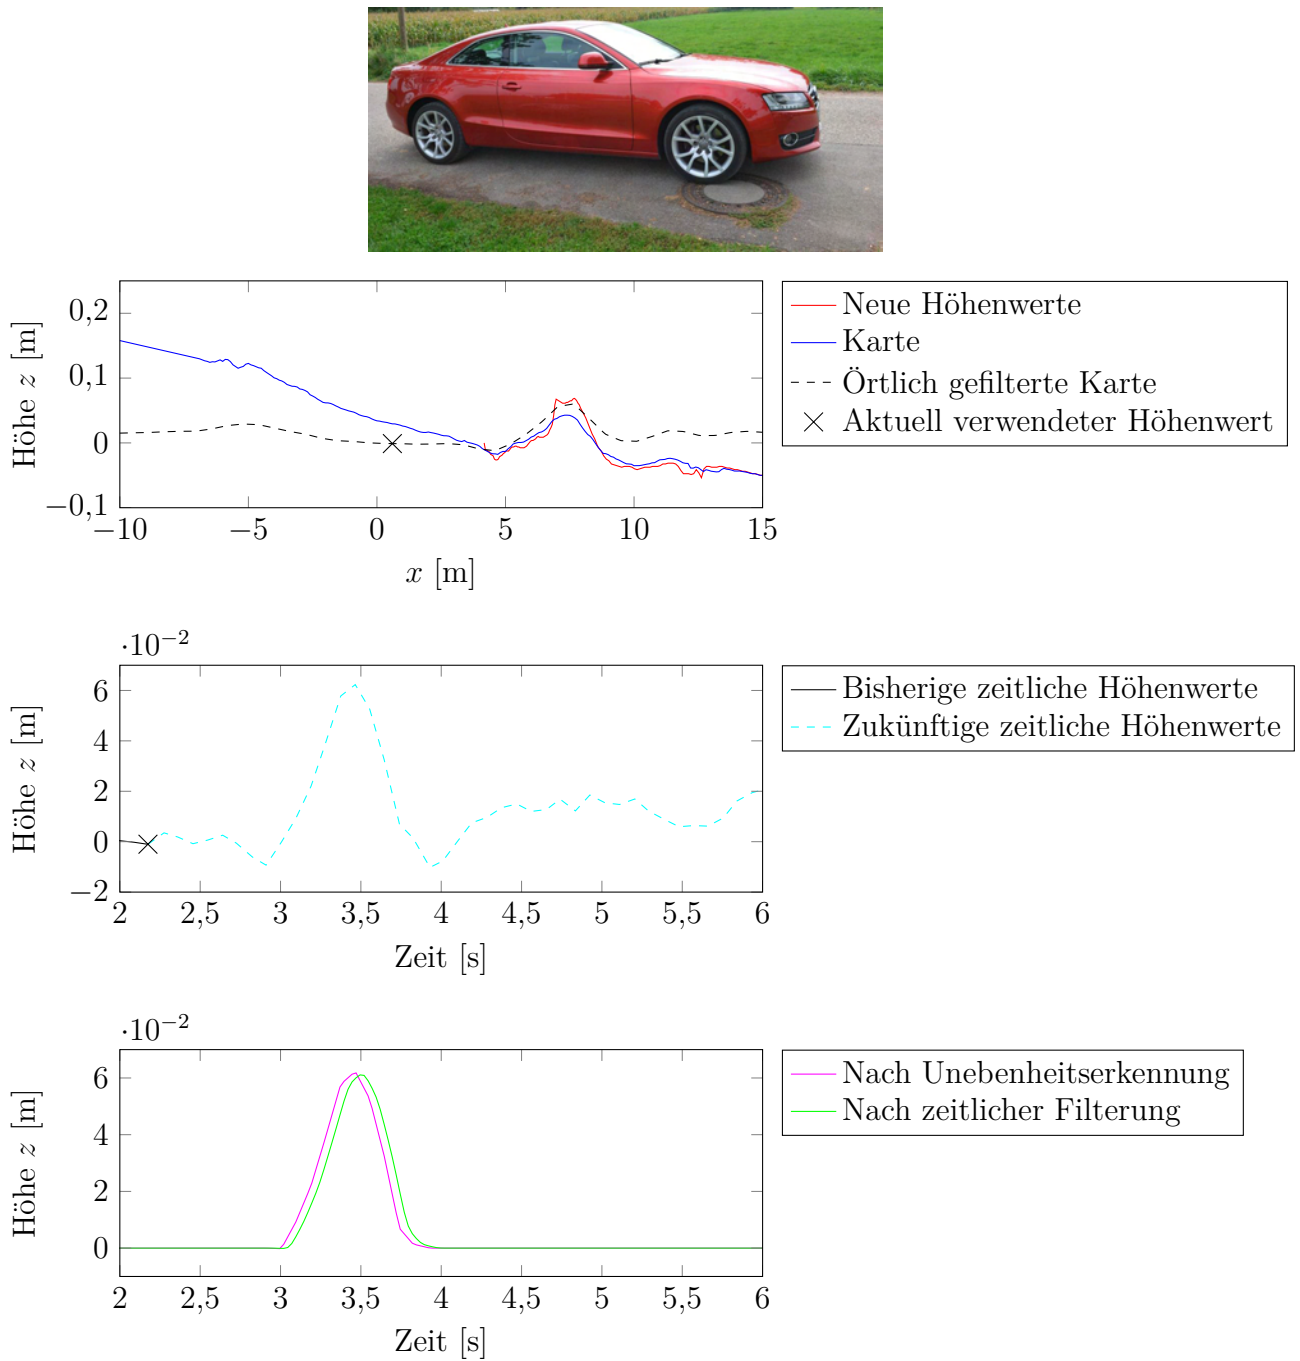 0,2
0,1
0
−0,1
Höhe z [m]
−10 −5 0 5 10 15
x [m]
Neue Höhenwerte
Karte
Örtlich gefilterte Karte
Aktuell verwendeter Höhenwert
·10⁻²
6
4
2
0
−2
Höhe z [m]
2 2,5 3 3,5 4 4,5 5 5,5 6
Zeit [s]
Bisherige zeitliche Höhenwerte
Zukünftige zeitliche Höhenwerte
·10⁻²
6
4
2
0
Höhe z [m]
2 2,5 3 3,5 4 4,5 5 5,5 6
Zeit [s]
Nach Unebenheitserkennung
Nach zeitlicher Filterung